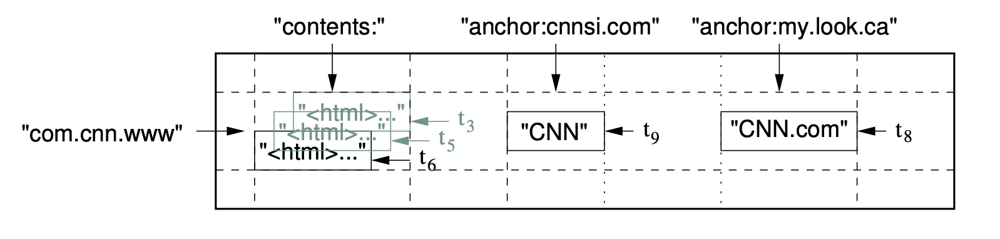 "contents:" "anchor:cnnsi.com" "anchor:my.look.ca"
"<html>..." t3
"com.cnn.www" "<html>..." t5 "CNN" t9 "CNN.com" t8
"<html>..." t6